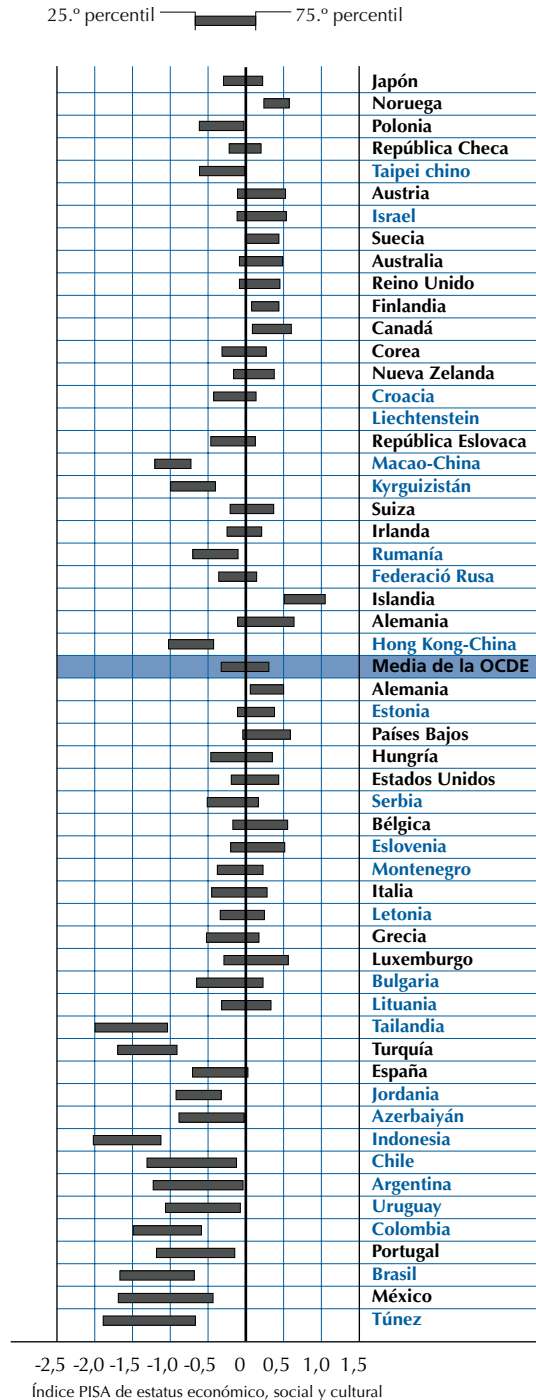 25.º percentil 75.º percentil
Japón
Noruega
Polonia
República Checa
Taipei chino
Austria
Israel
Suecia
Australia
Reino Unido
Finlandia
Canadá
Corea
Nueva Zelanda
Croacia
Liechtenstein
República Eslovaca
Macao-China
Kyrguizistán
Suiza
Irlanda
Rumanía
Federació Rusa
Islandia
Alemania
Hong Kong-China
Media de la OCDE
Alemania
Estonia
Países Bajos
Hungría
Estados Unidos
Serbia
Bélgica
Eslovenia
Montenegro
Italia
Letonia
Grecia
Luxemburgo
Bulgaria
Lituania
Tailandia
Turquía
España
Jordania
Azerbaiyán
Indonesia
Chile
Argentina
Uruguay
Colombia
Portugal
Brasil
México
Túnez
-2,5 -2,0 -1,5 -1,0 -0,5 0 0,5 1,0 1,5
Índice PISA de estatus económico, social y cultural